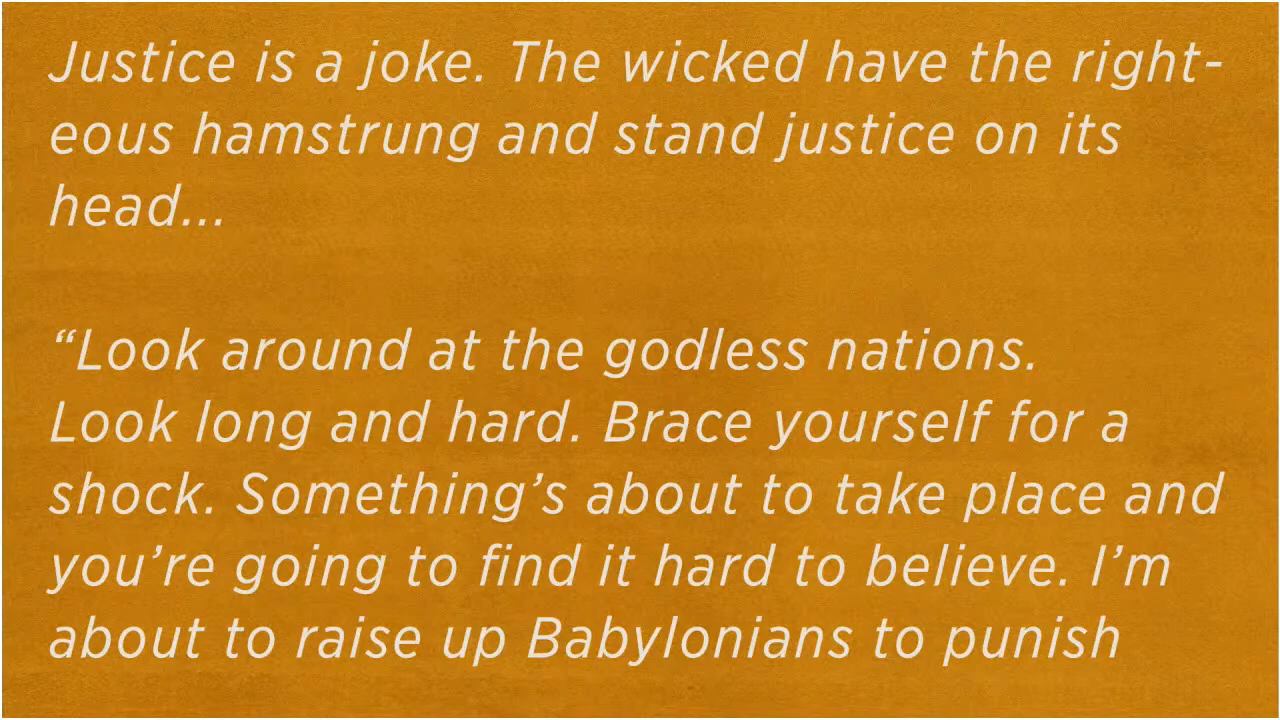 Justice is a joke. The wicked have the right-
eous hamstrung and stand justice on its
head...
“Look around at the godless nations.
Look long and hard. Brace yourself for a
shock. Something’s about to take place and
you’re going to find it hard to believe. I’m
about to raise up Babylonians to punish